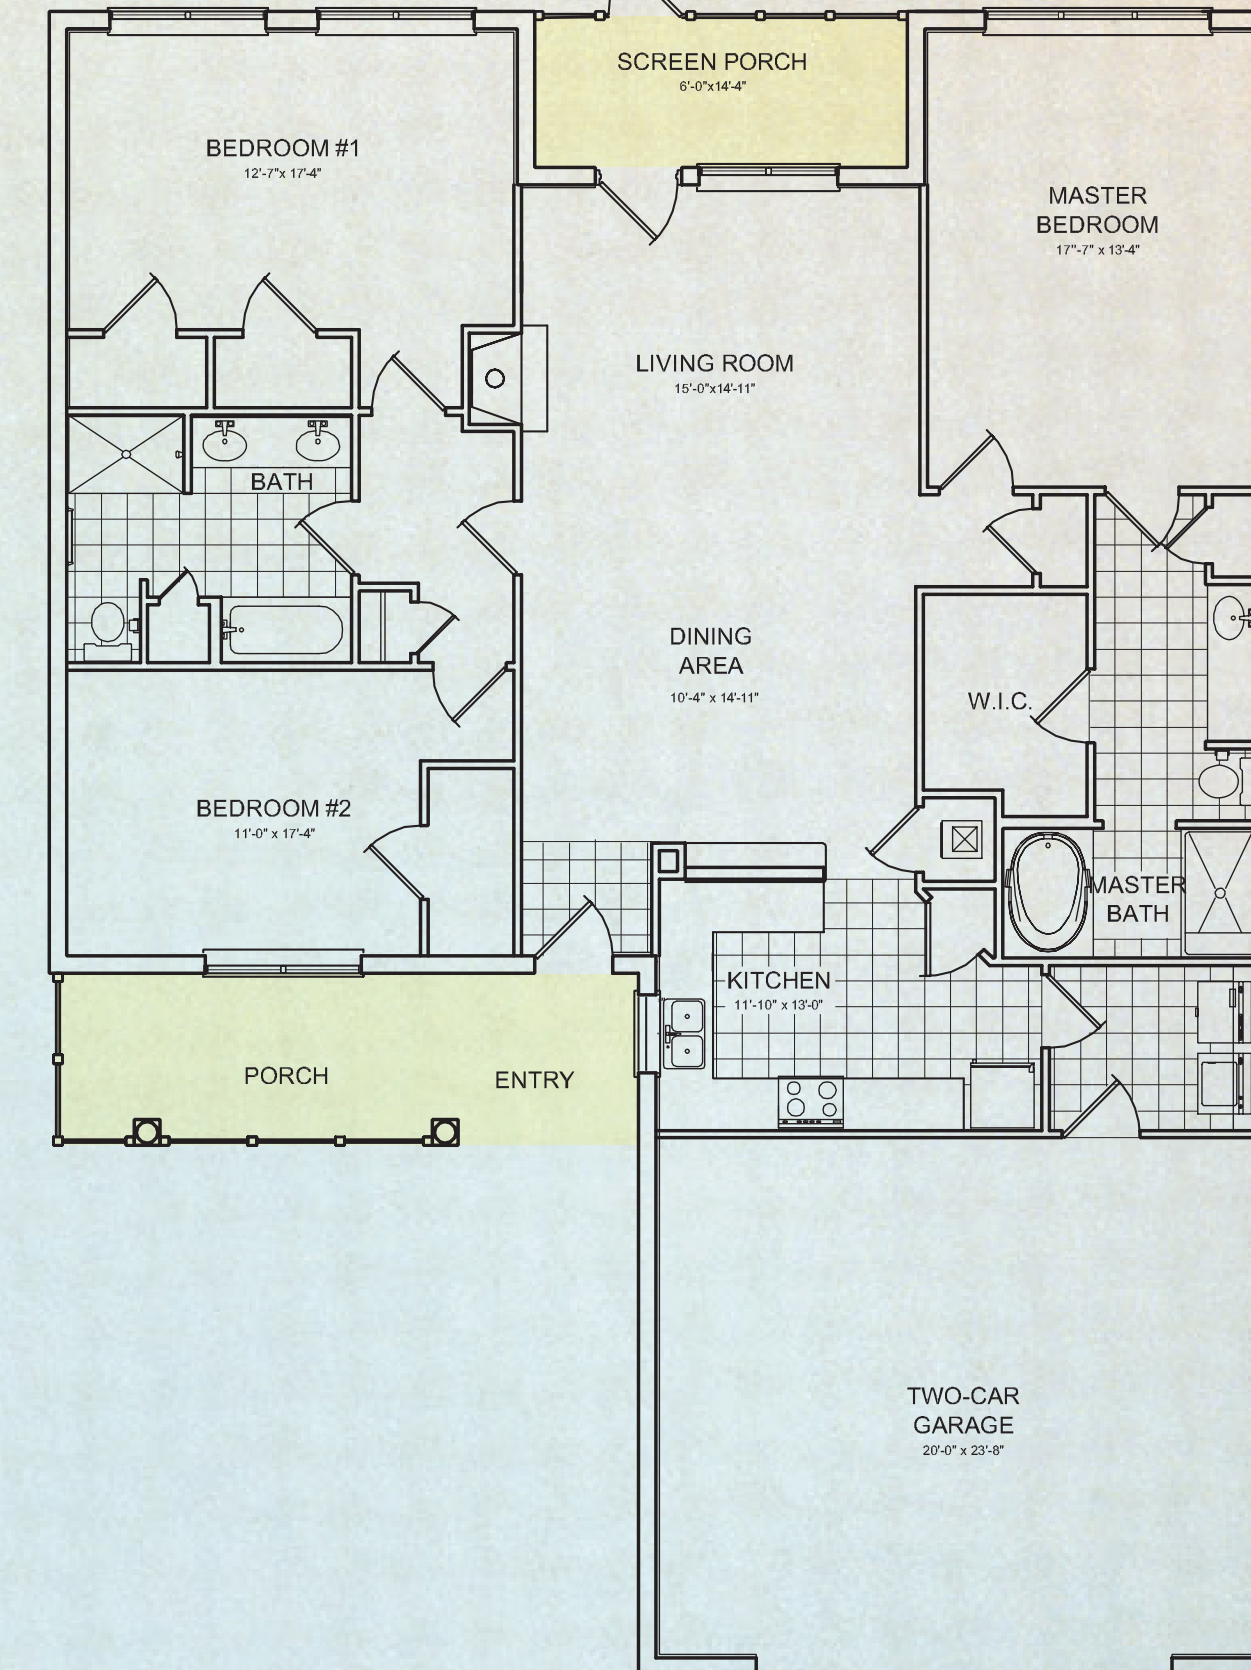 SCREEN PORCH
6'-0"x14'-4"
BEDROOM #1
12'-7"x 17'-4"
MASTER
BEDROOM
17"-7" x 13'-4"
LIVING ROOM
15'-0"x14'-11"
BATH
DINING
AREA
10'-4" x 14'-11"
W.I.C.
BEDROOM #2
11'-0" x 17'-4"
MASTER
BATH
KITCHEN
11'-10" x 13'-0"
PORCH
ENTRY
TWO-CAR
GARAGE
20'-0" x 23'-8"